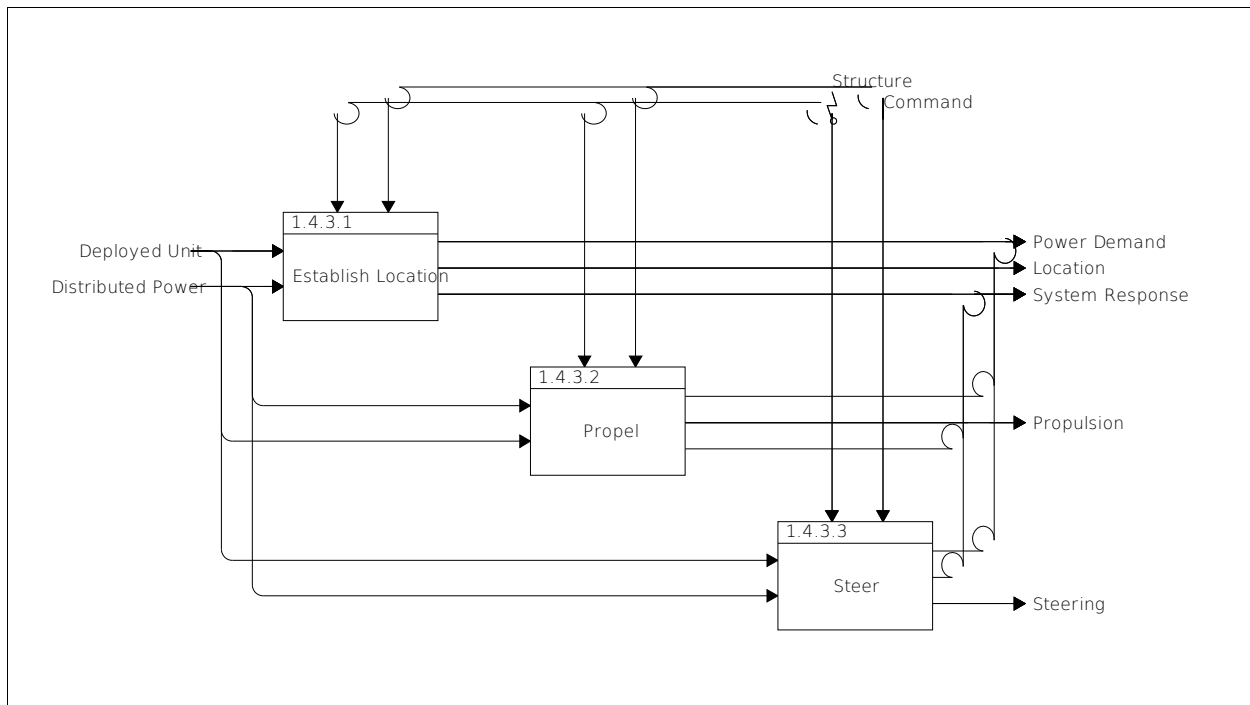 Structure
Command
1.4.3.1
Deployed Unit
Power Demand
Establish Location
Location
Distributed Power
System Response
1.4.3.2
Propel
Propulsion
1.4.3.3
Steer
Steering